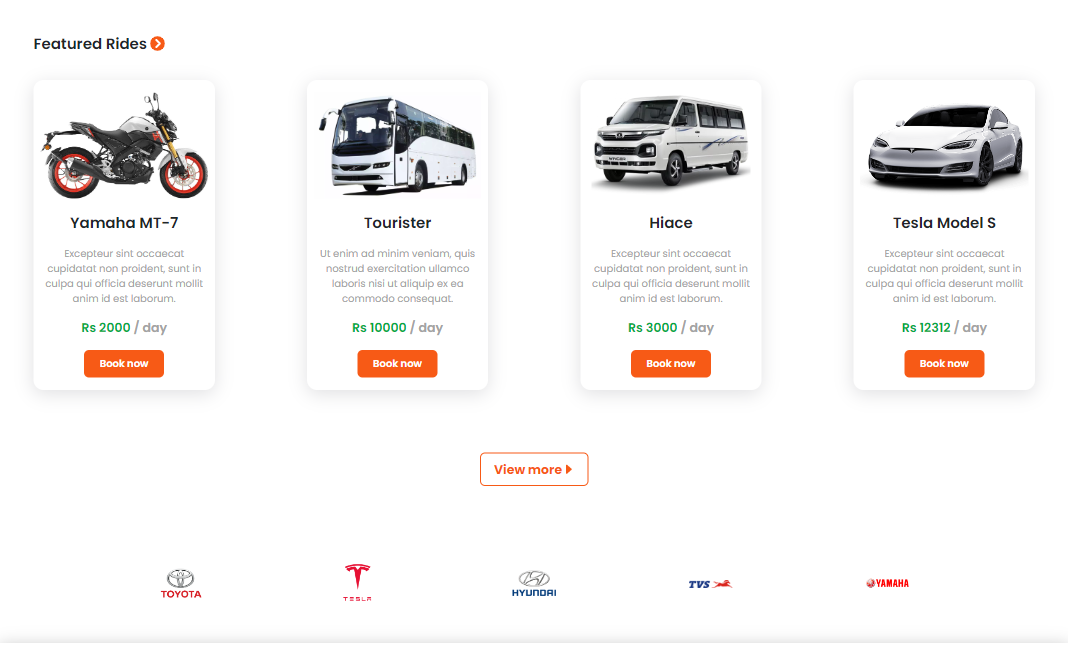 Featured Rides
Yamaha MT-7
Excepteur sint occaecat
cupidatat non proident, sunt in
culpa qui officia deserunt mollit
anim id est laborum.
Rs 2000 / day
Book now
Tourister
Ut enim ad minim veniam, quis
nostrud exercitation ullamco
laboris nisi ut aliquip ex ea
commodo consequat.
Rs 10000 / day
Book now
Hiace
Excepteur sint occaecat
cupidatat non proident, sunt in
culpa qui officia deserunt mollit
anim id est laborum.
Rs 3000 / day
Book now
Tesla Model S
Excepteur sint occaecat
cupidatat non proident, sunt in
culpa qui officia deserunt mollit
anim id est laborum.
Rs 12312 / day
Book now
View more
TOYOTA
TESLA
HYUNDAI
TVS
YAMAHA